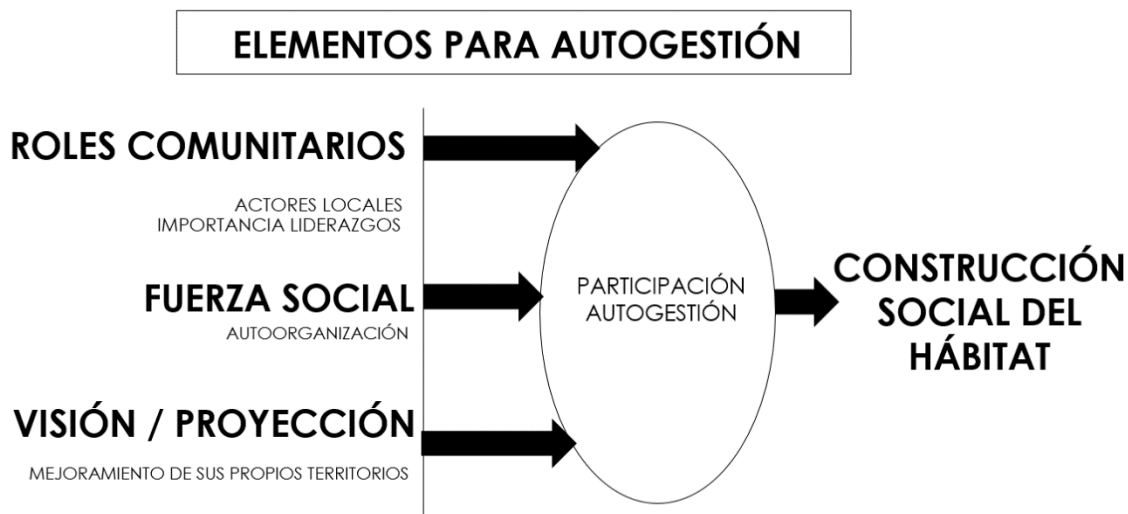 ELEMENTOS PARA AUTOGESTIÓN
ROLES COMUNITARIOS
ACTORES LOCALES
IMPORTANCIA LIDERAZGOS
FUERZA SOCIAL
AUTOORGANIZACIÓN
VISIÓN / PROYECCIÓN
MEJORAMIENTO DE SUS PROPIOS TERRITORIOS
PARTICIPACIÓN
AUTOGESTIÓN
CONSTRUCCIÓN
SOCIAL DEL
HÁBITAT